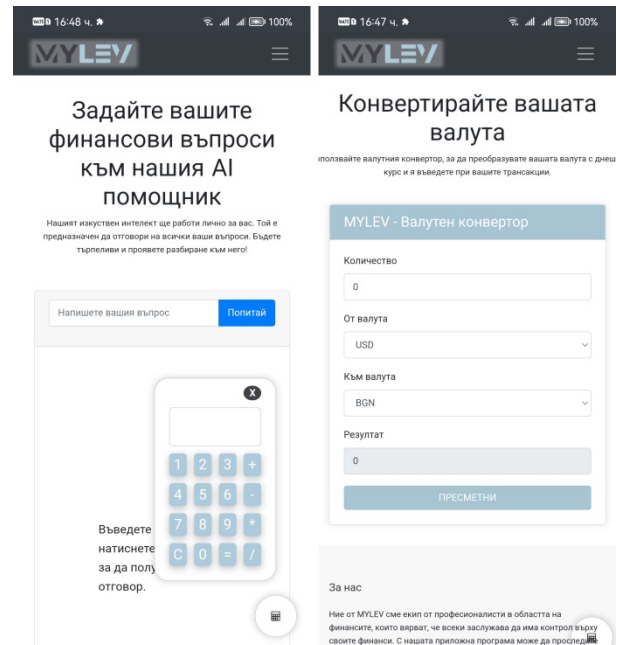 16:48 ч.
100%
MYLEV
Задайте вашите
финансови въпроси
към нашия AI
помощник
Нашият изкуствен интелект ще работи лично за вас. Той е
предназначен да отговори на всички ваши въпроси. Бъдете
търпеливи и проявете разбиране към него!
Напишете вашия въпрос
Попитай
X
1 2 3 +
4 5 6 -
7 8 9 *
C 0 = /
Въведете
натиснете
за да полу
отговор.
16:47 ч.
100%
MYLEV
Конвертирайте вашата
валута
ползвайте валутния конвертор, за да преобразувате вашата валута с днеш
курс и я въведете при вашите трансакции.
MYLEV - Валутен конвертор
Количество
0
От валута
USD
Към валута
BGN
Резултат
0
ПРЕСМЕТНИ
За нас
Ние от MYLEV сме екип от професионалисти в областта на
финансите, които вярват, че всеки заслужава да има контрол върху
своите финанси. С нашата приложна програма може да проследите